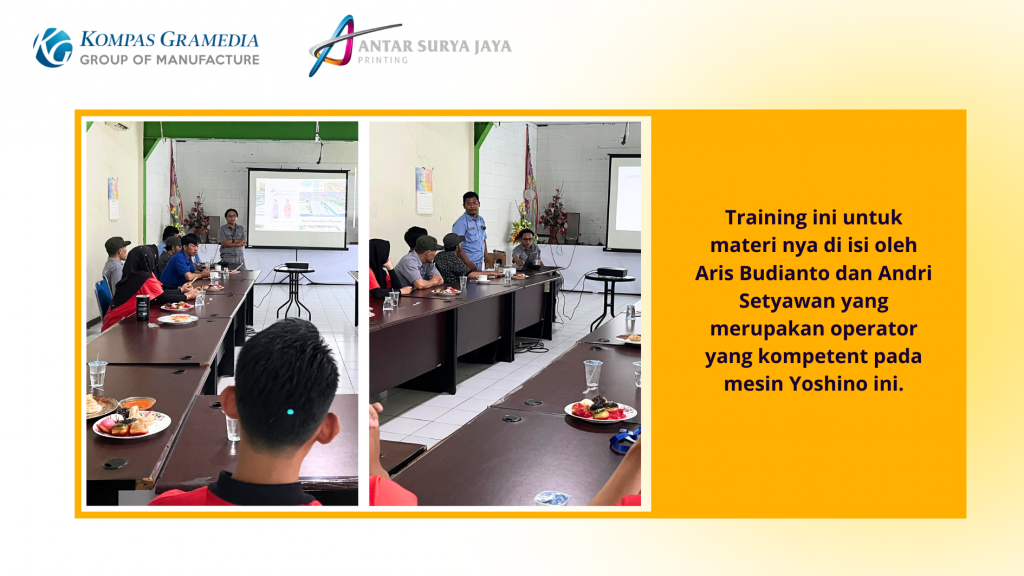 KOMPAS GRAMEDIA
GROUP OF MANUFACTURE
ANTAR SURYA JAYA
PRINTING
Training ini untuk
materi nya di isi oleh
Aris Budianto dan Andri
Setyawan yang
merupakan operator
yang kompetent pada
mesin Yoshino ini.